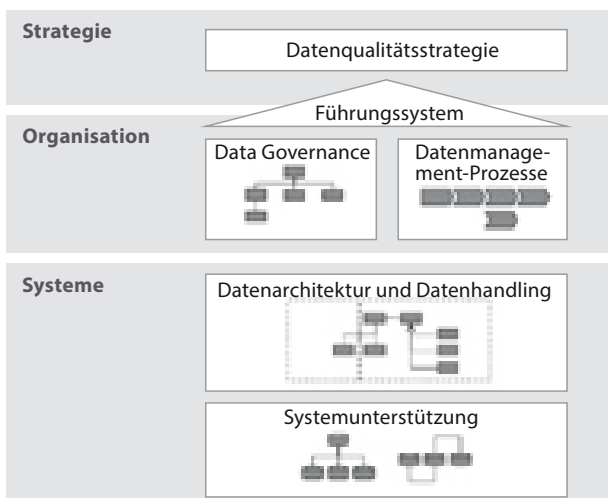 Strategie
Datenqualitätsstrategie
Führungssystem
Organisation
Data Governance
Datenmanage-
ment-Prozesse
Systeme
Datenarchitektur und Datenhandling
Systemunterstützung